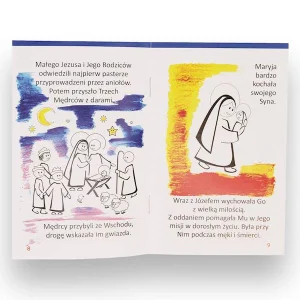 Małego Jezusa i Jego Rodziców
odwiedzili najpierw pasterze
przyprowadzeni przez aniołów.
Potem przyszło Trzech
Mędrców z darami.
Mędrcy przybyli ze Wschodu,
drogę wskazała im gwiazda.
8
Maryja
bardzo
kochała
swojego
Syna.
Wraz z Józefem wychowała Go
z wielką miłością.
Z oddaniem pomagała Mu w Jego
misji w dorosłym życiu. Była przy
Nim podczas męki i śmierci.
9